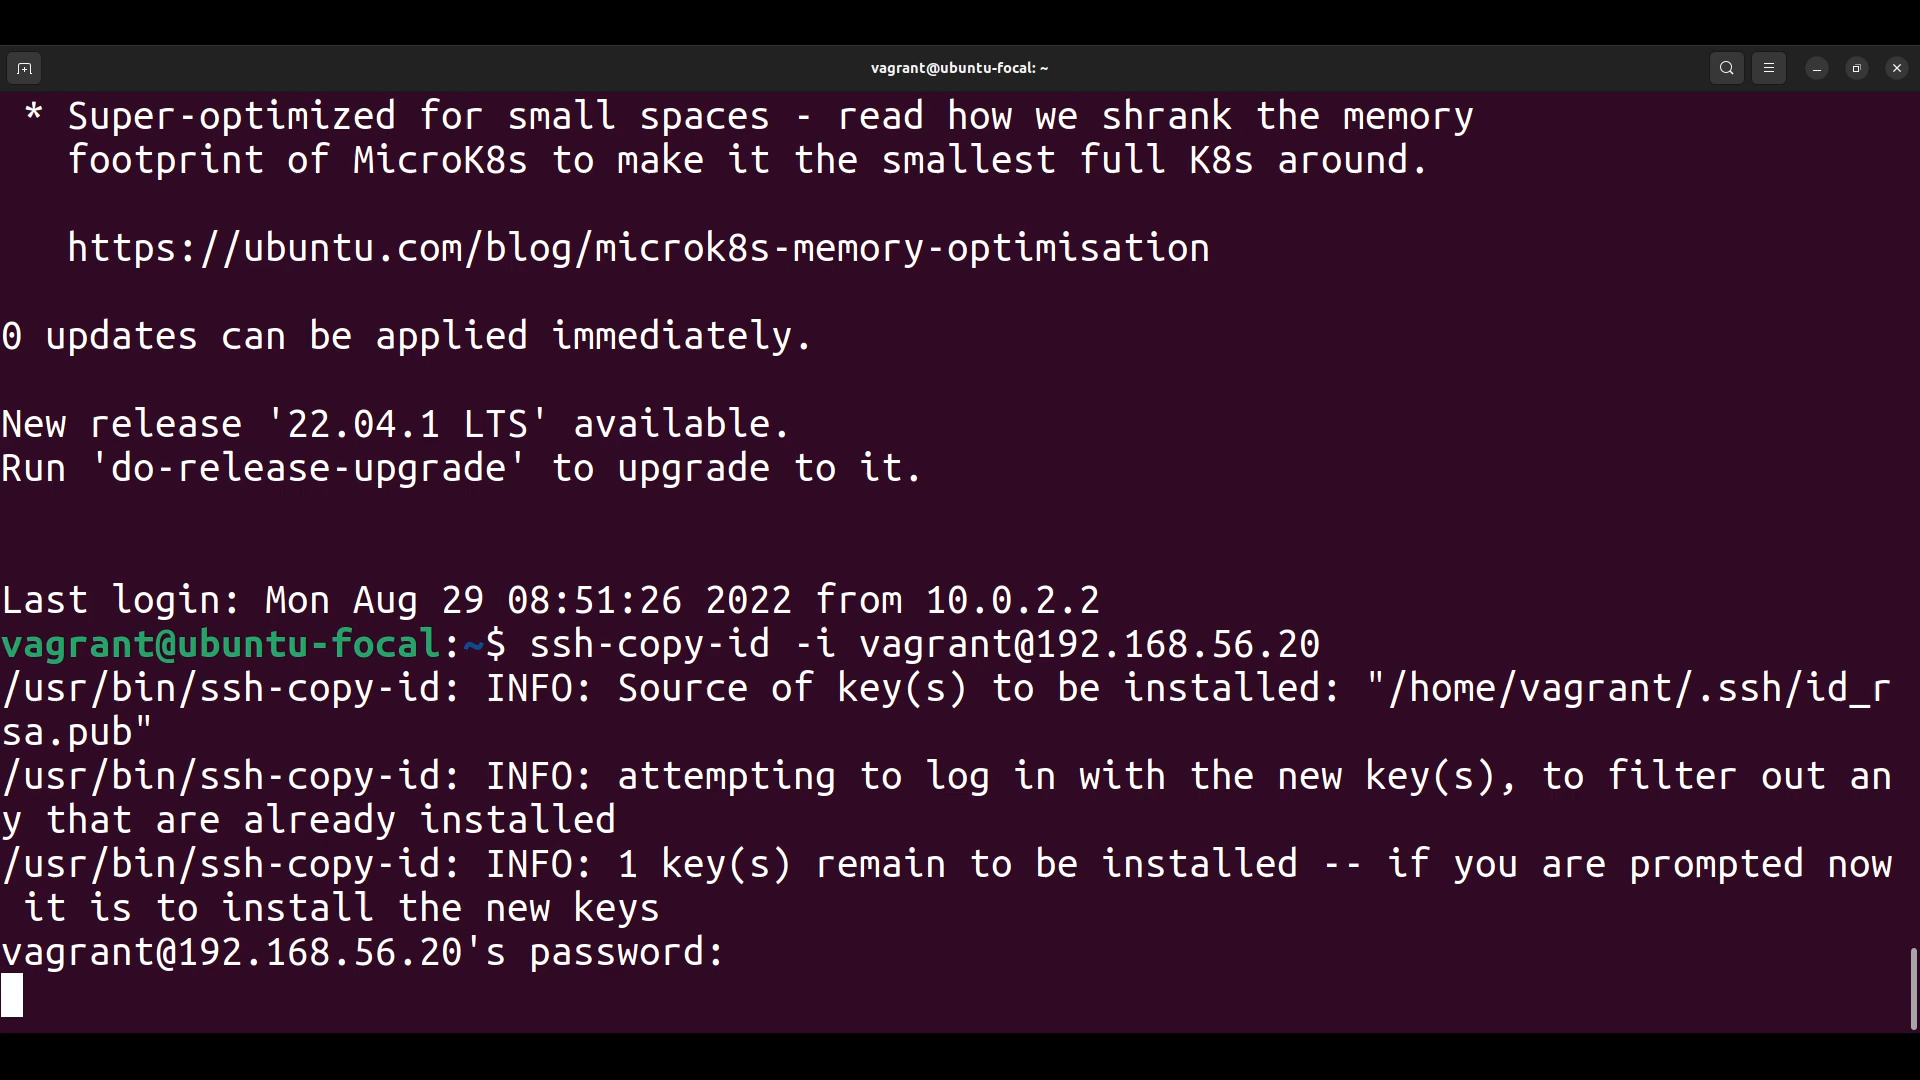 vagrant@ubuntu-focal: ~
* Super-optimized for small spaces - read how we shrank the memory
footprint of MicroK8s to make it the smallest full K8s around.
https://ubuntu.com/blog/microk8s-memory-optimisation
0 updates can be applied immediately.
New release '22.04.1 LTS' available.
Run 'do-release-upgrade' to upgrade to it.
Last login: Mon Aug 29 08:51:26 2022 from 10.0.2.2
vagrant@ubuntu-focal:~$ ssh-copy-id -i vagrant@192.168.56.20
/usr/bin/ssh-copy-id: INFO: Source of key(s) to be installed: "/home/vagrant/.ssh/id_r
sa.pub"
/usr/bin/ssh-copy-id: INFO: attempting to log in with the new key(s), to filter out an
y that are already installed
/usr/bin/ssh-copy-id: INFO: 1 key(s) remain to be installed -- if you are prompted now
it is to install the new keys
vagrant@192.168.56.20's password: